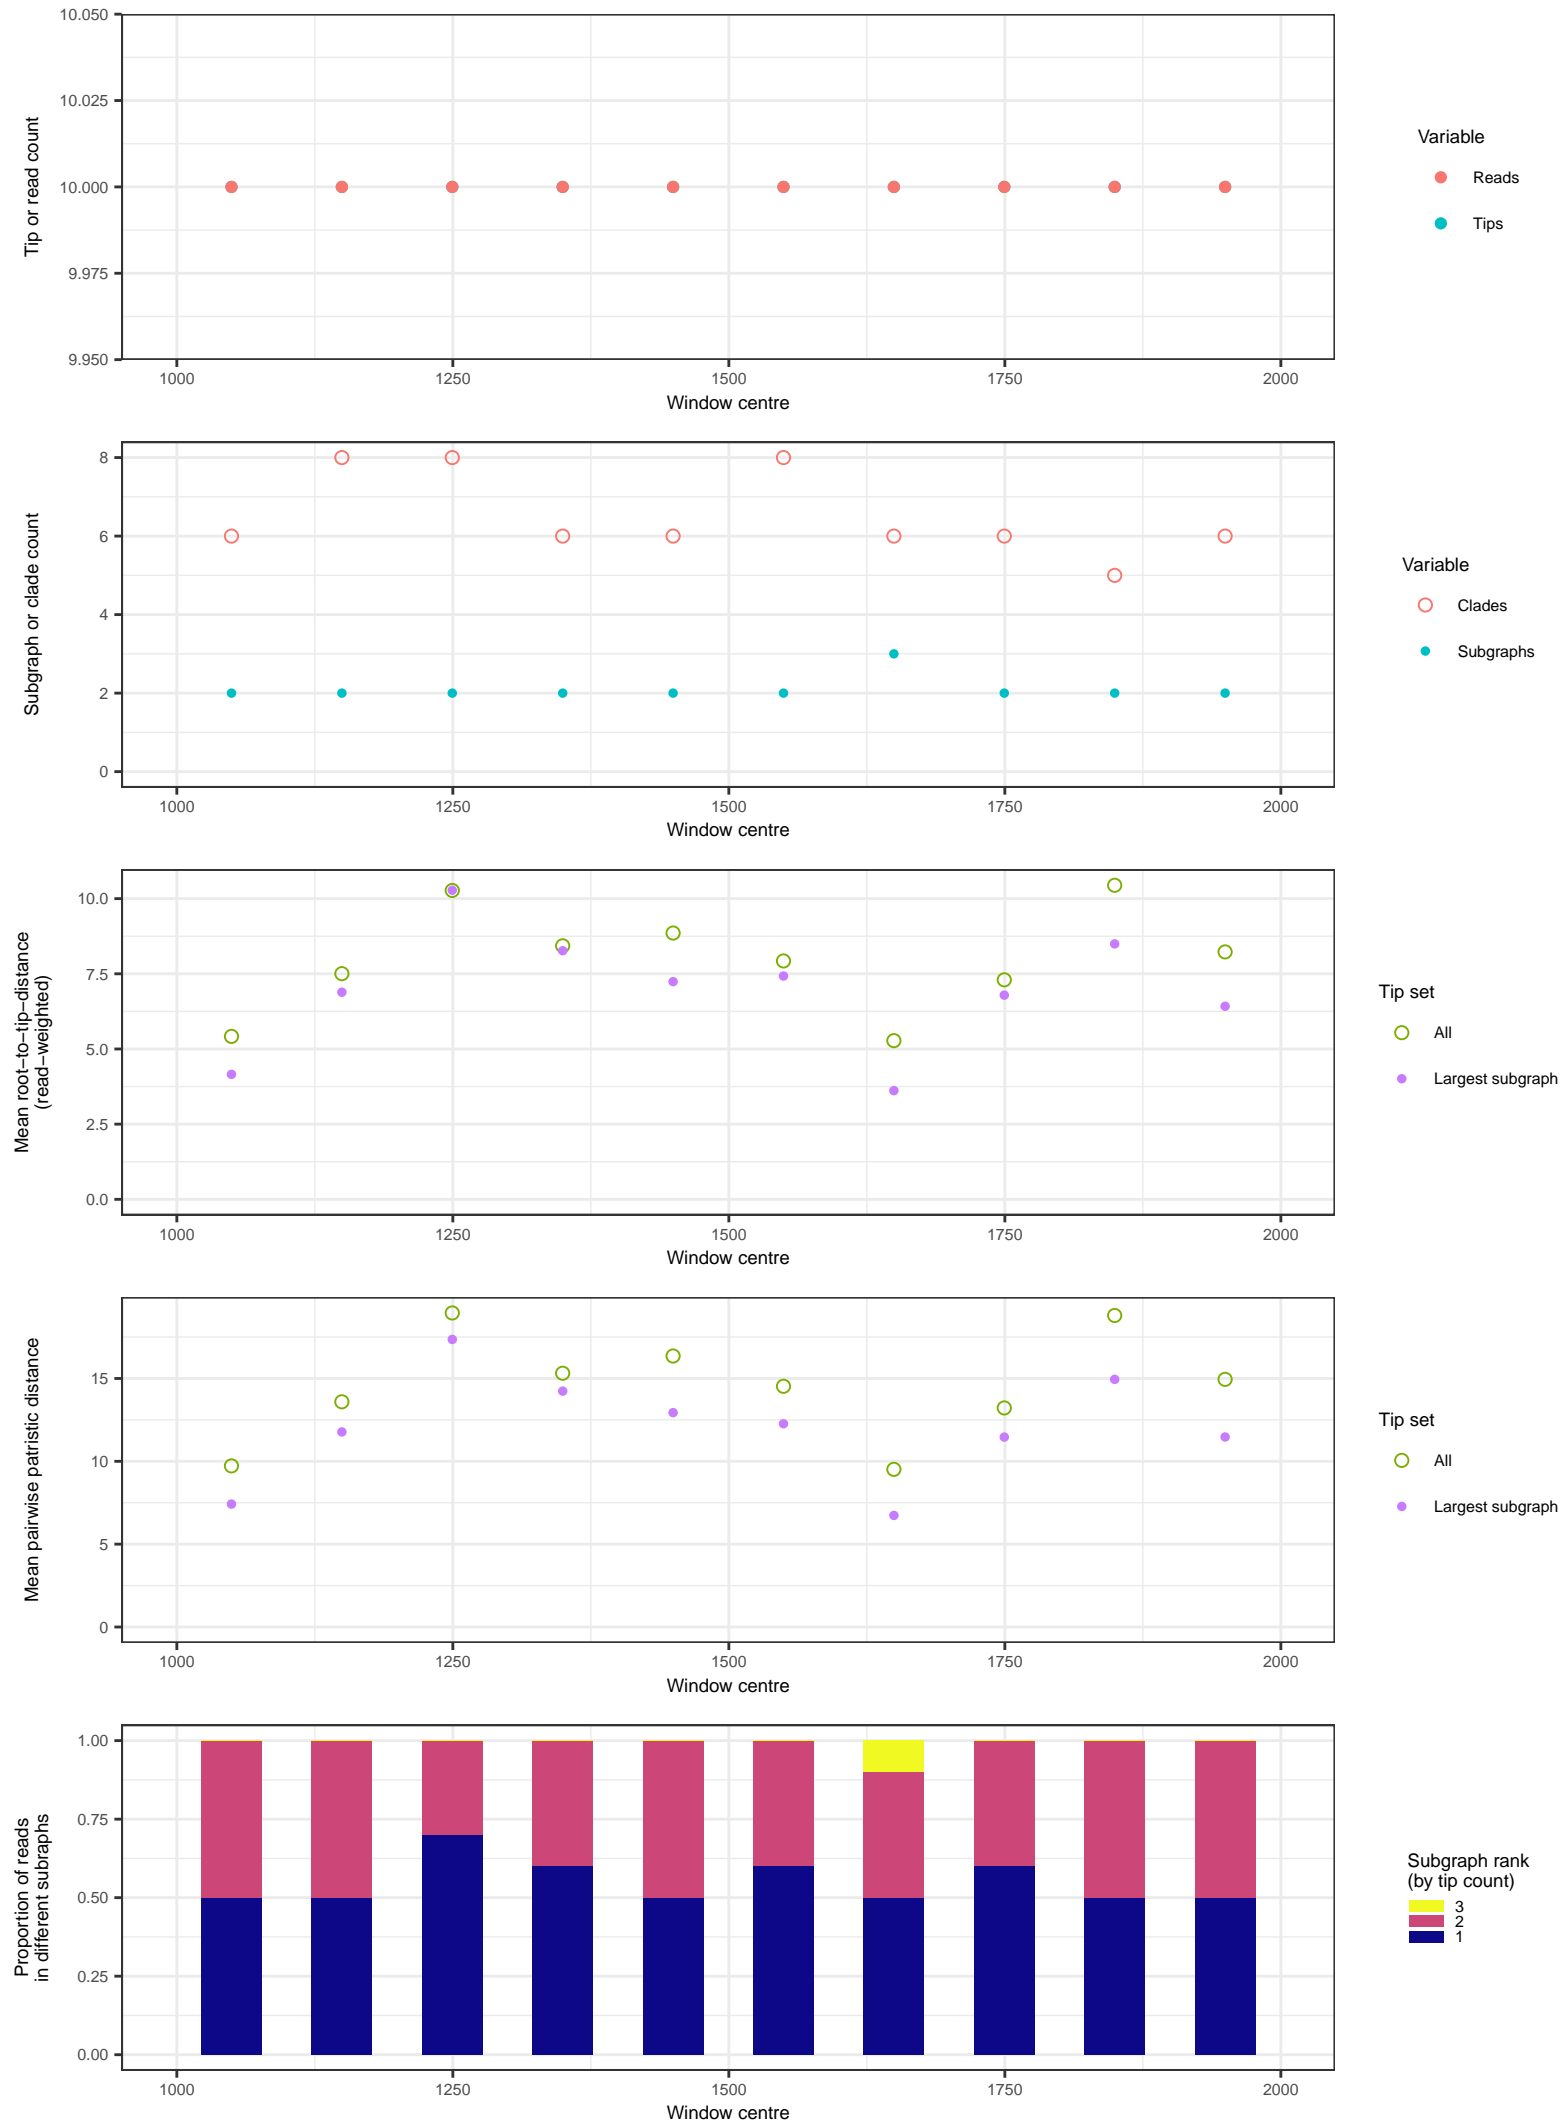 10.050
10.025
10.000
9.975
9.950
Tip or read count
1000 1250 1500 1750 2000
Window centre
Variable
Reads
Tips
8
6
4
2
0
Subgraph or clade count
1000 1250 1500 1750 2000
Window centre
Variable
Clades
Subgraphs
10.0
7.5
5.0
2.5
0.0
Mean root−to−tip−distance
(read−weighted)
1000 1250 1500 1750 2000
Window centre
Tip set
All
Largest subgraph
15
10
5
0
Mean pairwise patristic distance
1000 1250 1500 1750 2000
Window centre
Tip set
All
Largest subgraph
1.00
0.75
0.50
0.25
0.00
Proportion of reads
in different subraphs
1000 1250 1500 1750 2000
Window centre
Subgraph rank
(by tip count)
3
2
1